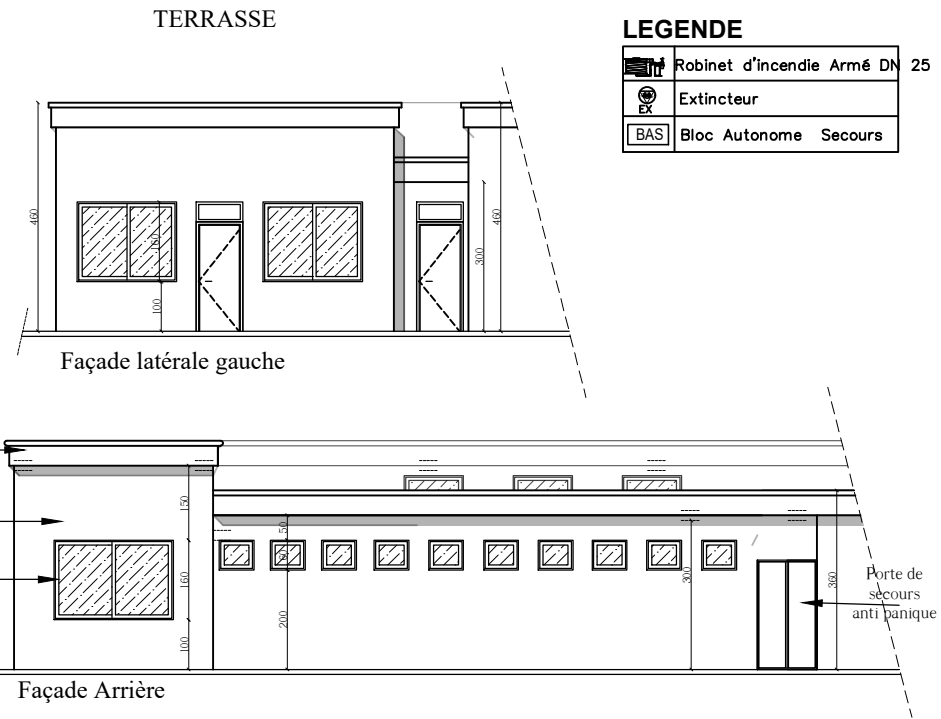 TERRASSE
LEGENDE
Robinet d'incendie Armé DN 25
EX
Extincteur
BAS
Bloc Autonome Secours
460
160
100
300
460
Façade latérale gauche
150
160
100
50
60
200
300
360
Porte de
secours
anti panique
Façade Arrière